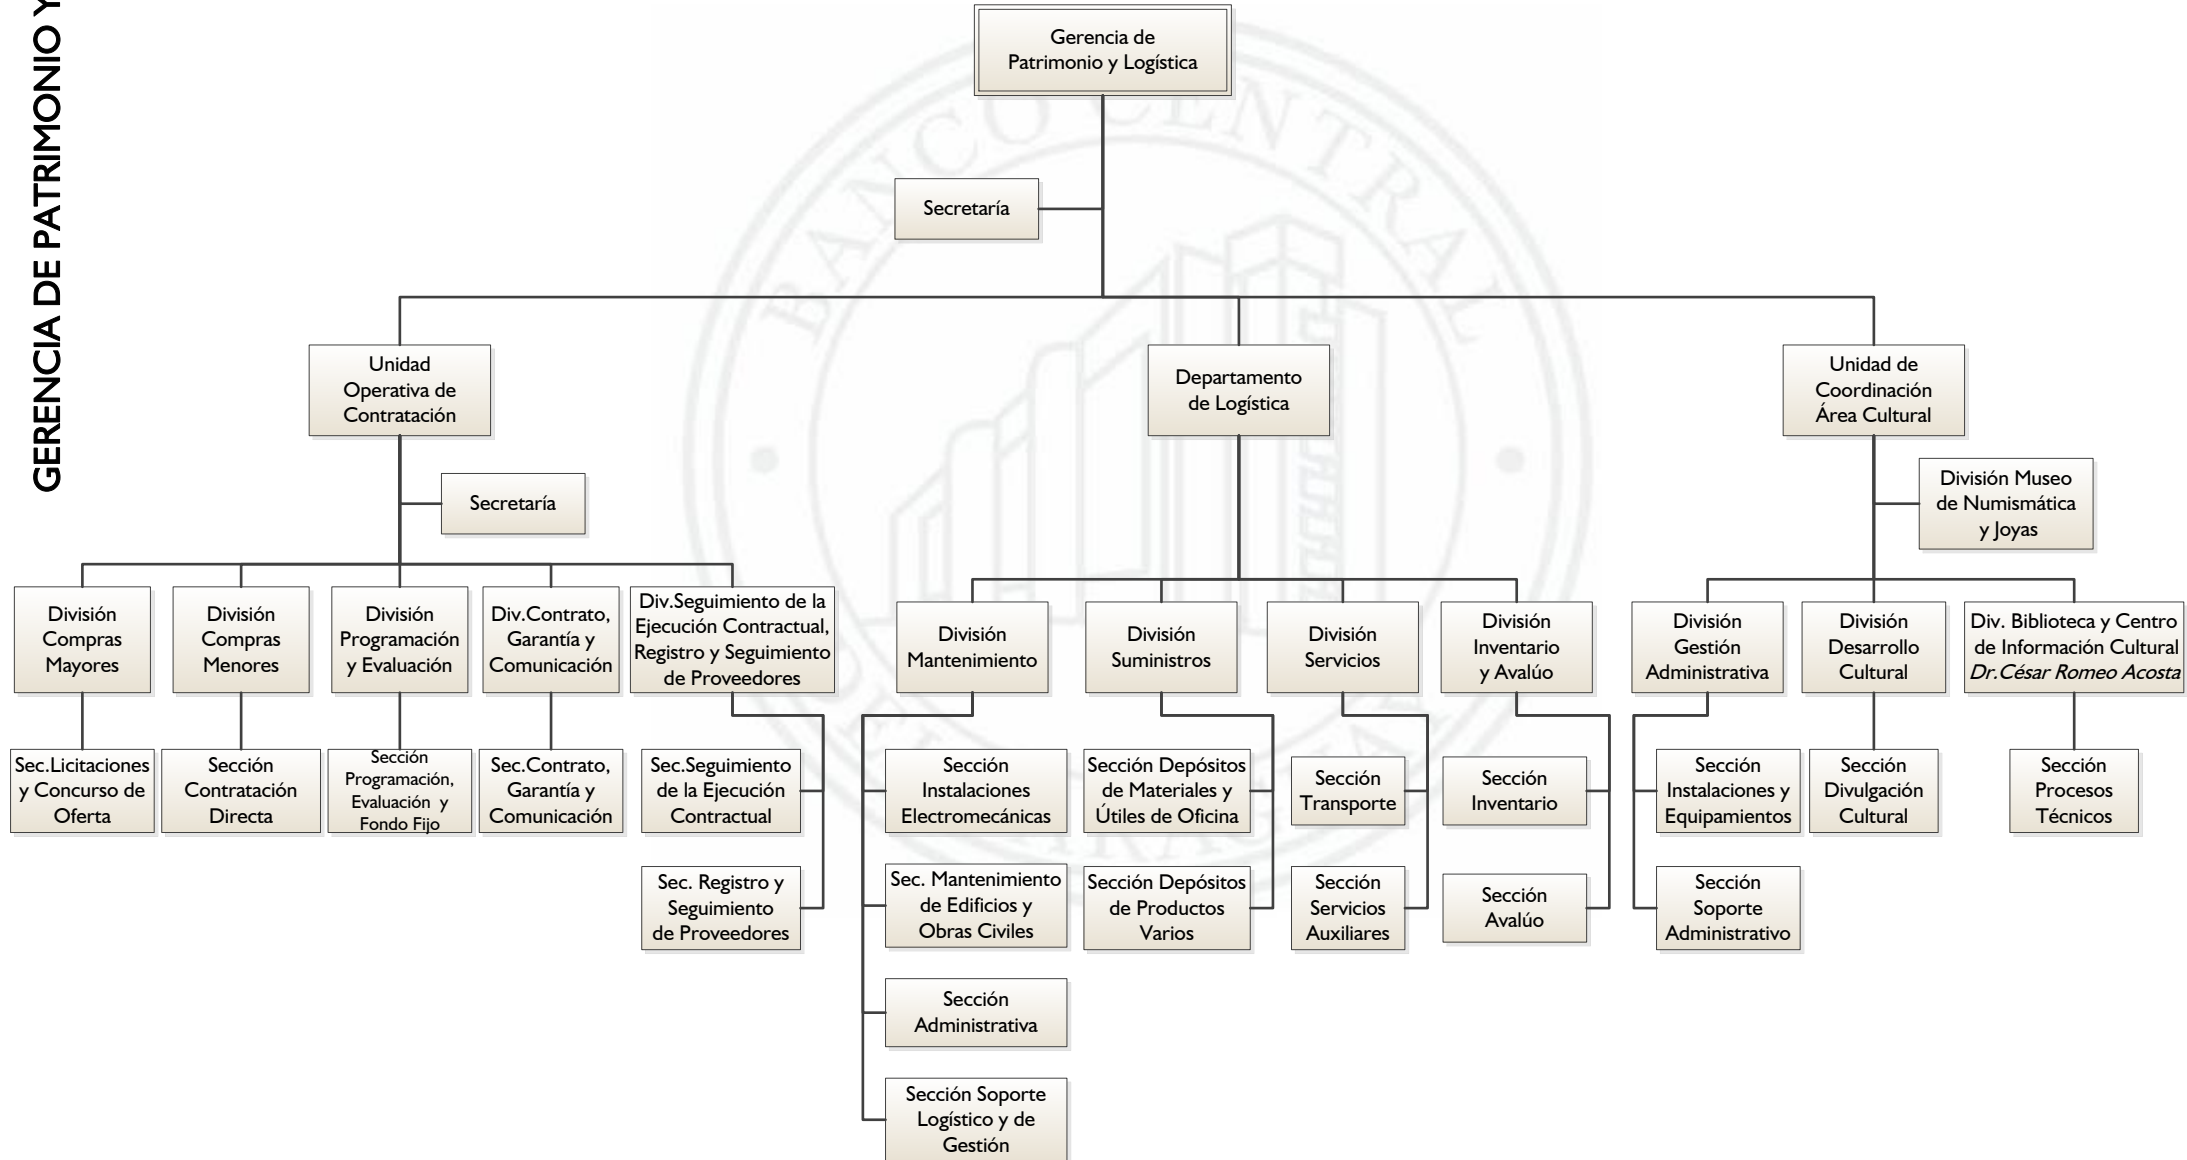 GERENCIA DE PATRIMONIO Y
Gerencia de
Patrimonio y Logística
BANCO CENTRAL
Secretaría
Unidad
Operativa de
Contratación
Departamento
de Logística
Unidad de
Coordinación
Área Cultural
Secretaría
División Museo
de Numismática
y Joyas
División
Compras
Mayores
División
Compras
Menores
División
Programación
y Evaluación
Div.Contrato,
Garantía y
Comunicación
Div.Seguimiento de la
Ejecución Contractual,
Registro y Seguimiento
de Proveedores
División
Mantenimiento
División
Suministros
División
Servicios
División
Inventario
y Avalúo
División
Gestión
Administrativa
División
Desarrollo
Cultural
Div. Biblioteca y Centro
de Información Cultural
Dr.César Romeo Acosta
Sec.Licitaciones
y Concurso de
Oferta
Sección
Contratación
Directa
Sección
Programación,
Evaluación y
Fondo Fijo
Sec.Contrato,
Garantía y
Comunicación
Sec.Seguimiento
de la Ejecución
Contractual
Sección
Instalaciones
Electromecánicas
Sección Depósitos
de Materiales y
Útiles de Oficina
Sección
Transporte
Sección
Inventario
Sección
Instalaciones y
Equipamientos
Sección
Divulgación
Cultural
Sección
Procesos
Técnicos
Sec. Registro y
Seguimiento
de Proveedores
Sec. Mantenimiento
de Edificios y
Obras Civiles
Sección Depósitos
de Productos
Varios
Sección
Servicios
Auxiliares
Sección
Avalúo
Sección
Soporte
Administrativo
Sección
Administrativa
Sección Soporte
Logístico y de
Gestión